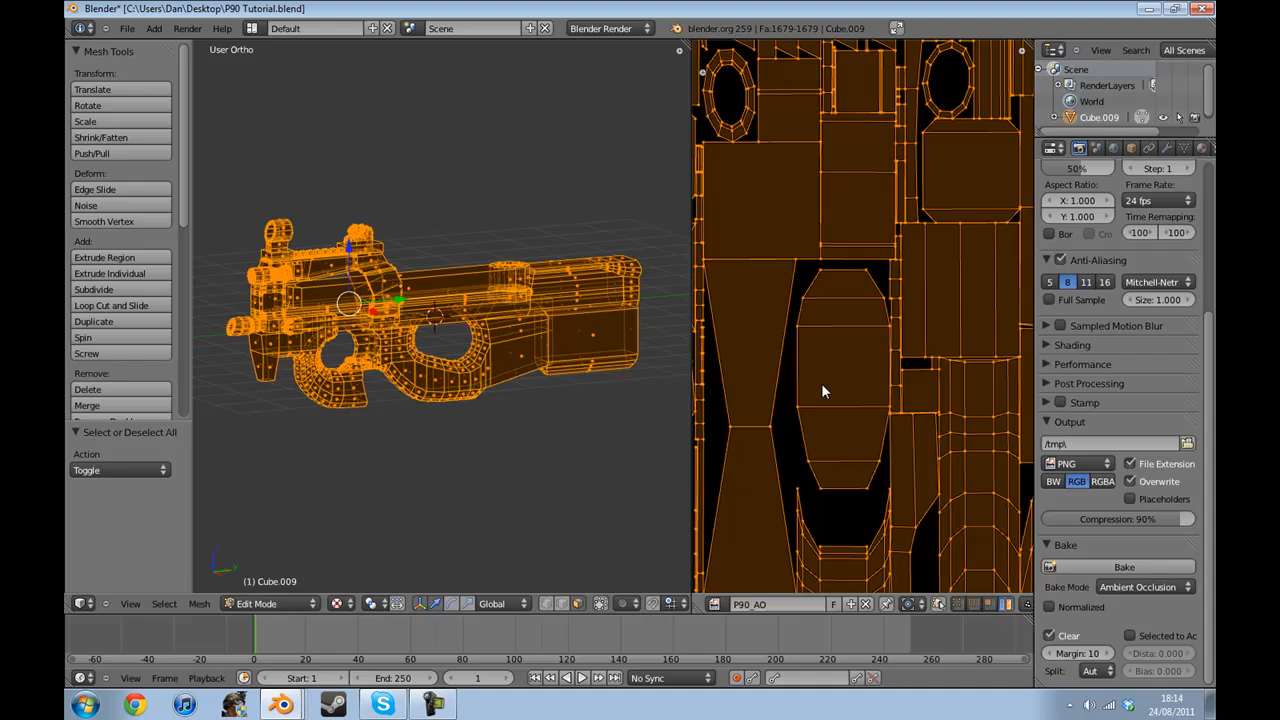 Blender* [C:\Users\Dan\Desktop\P90 Tutorial.blend]
File Add Render Help Default Scene Blender Render blender.org 259 | Fa:1679-1679 | Cube.009
Mesh Tools
Transform:
Translate
Rotate
Scale
Shrink/Fatten
Push/Pull
Deform:
Edge Slide
Noise
Smooth Vertex
Add:
Extrude Region
Extrude Individual
Subdivide
Loop Cut and Slide
Duplicate
Spin
Screw
Remove:
Delete
Merge
Select or Deselect All
Action
Toggle
User Ortho
(1) Cube.009
View Select Mesh Edit Mode Global
P90_AO F
View Search All Scenes
Scene
RenderLayers
World
Cube.009
50% Step: 1
Aspect Ratio: Frame Rate:
X: 1.000 24 fps
Y: 1.000 Time Remapping:
Bor Cro 100 100
Anti-Aliasing
5 8 11 16 Mitchell-Netr
Full Sample Size: 1.000
Sampled Motion Blur
Shading
Performance
Post Processing
Stamp
Output
/tmp\
PNG File Extension
BW RGB RGBA Overwrite
Placeholders
Compression: 90%
Bake
Bake
Bake Mode Ambient Occlusion
Normalized
Clear Selected to Ac
Margin: 10 Dista: 0.000
Split: Aut Bias: 0.000
-60 -40 -20 0 20 40 60 80 100 120 140 160 180 200 220 240 260 280
View Frame Playback Start: 1 End: 250 1 No Sync
18:14
24/08/2011